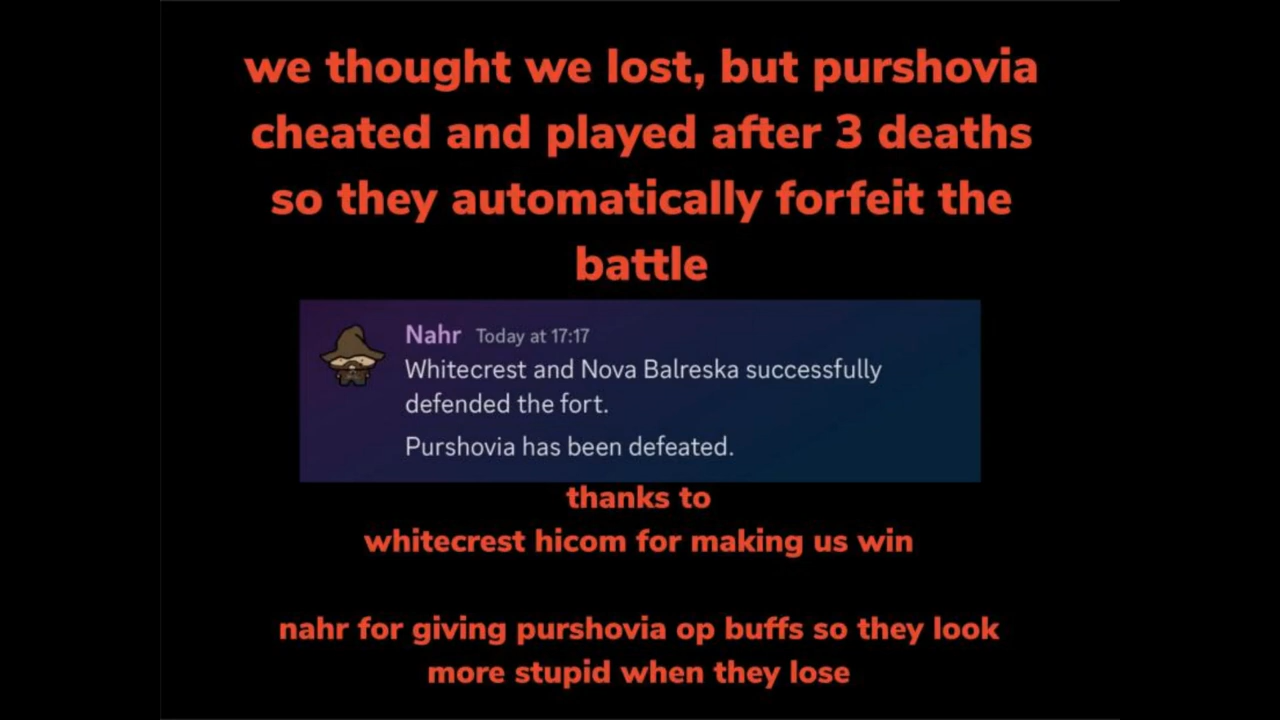 we thought we lost, but purshovia
cheated and played after 3 deaths
so they automatically forfeit the
battle
Nahr Today at 17:17
Whitecrest and Nova Balreska successfully
defended the fort.
Purshovia has been defeated.
thanks to
whitecrest hicom for making us win
nahr for giving purshovia op buffs so they look
more stupid when they lose